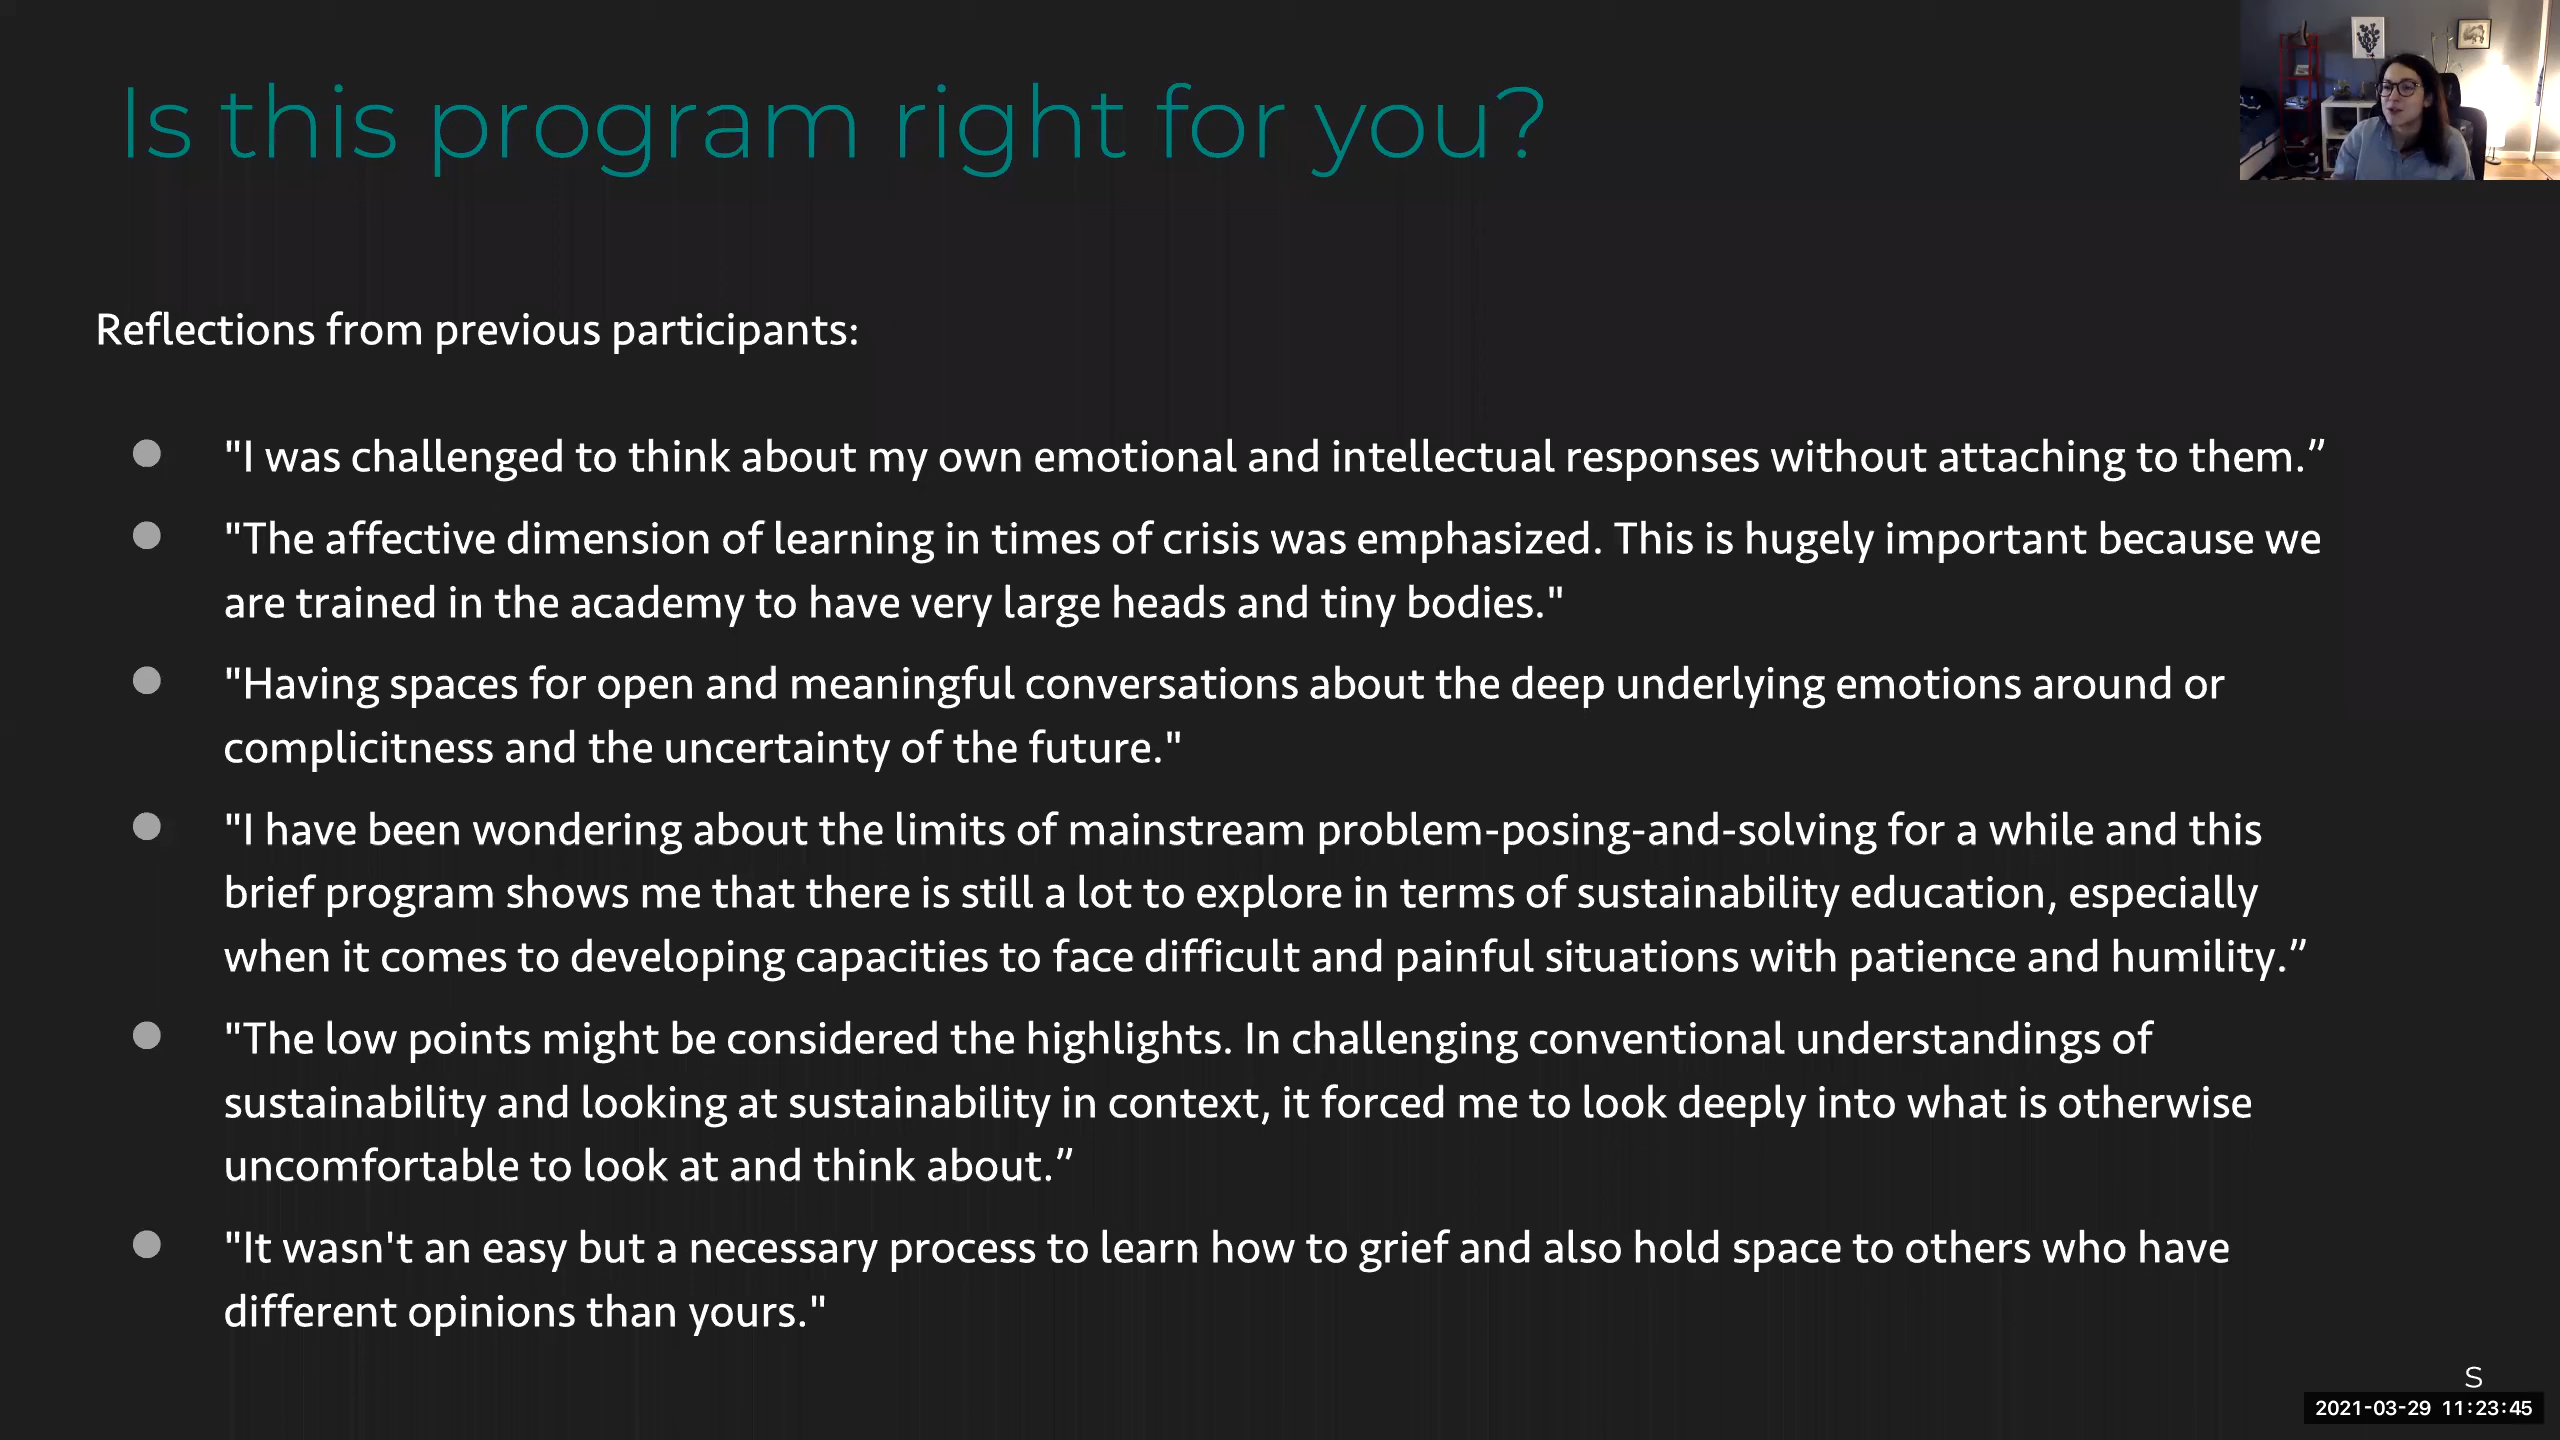 Is this program right for you?
Reflections from previous participants:
"I was challenged to think about my own emotional and intellectual responses without attaching to them.”
"The affective dimension of learning in times of crisis was emphasized. This is hugely important because we
are trained in the academy to have very large heads and tiny bodies."
"Having spaces for open and meaningful conversations about the deep underlying emotions around or
complicitness and the uncertainty of the future."
"I have been wondering about the limits of mainstream problem-posing-and-solving for a while and this
brief program shows me that there is still a lot to explore in terms of sustainability education, especially
when it comes to developing capacities to face difficult and painful situations with patience and humility.”
"The low points might be considered the highlights. In challenging conventional understandings of
sustainability and looking at sustainability in context, it forced me to look deeply into what is otherwise
uncomfortable to look at and think about.”
"It wasn't an easy but a necessary process to learn how to grief and also hold space to others who have
different opinions than yours."
S
2021-03-29 11:23:45